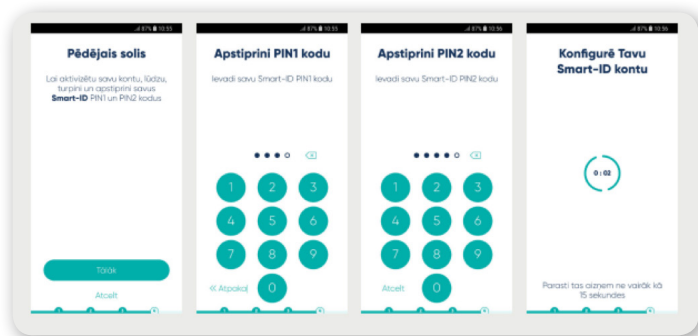 87% 10:55
Pēdējais solis
Lai aktivizētu savu kontu, lūdzu,
turpini un apstiprini savus
Smart-ID PIN1 un PIN2 kodus
Tālāk
Atcelt
87% 10:55
Apstiprini PIN1 kodu
Ievadi savu Smart-ID PIN1 kodu
1 2 3
4 5 6
7 8 9
« Atpakaļ 0
87% 10:56
Apstiprini PIN2 kodu
Ievadi savu Smart-ID PIN2 kodu
1 2 3
4 5 6
7 8 9
Atcelt 0
87% 10:56
Konfigurē Tavu
Smart-ID kontu
0:02
Parasti tas aizņem ne vairāk kā
15 sekundes